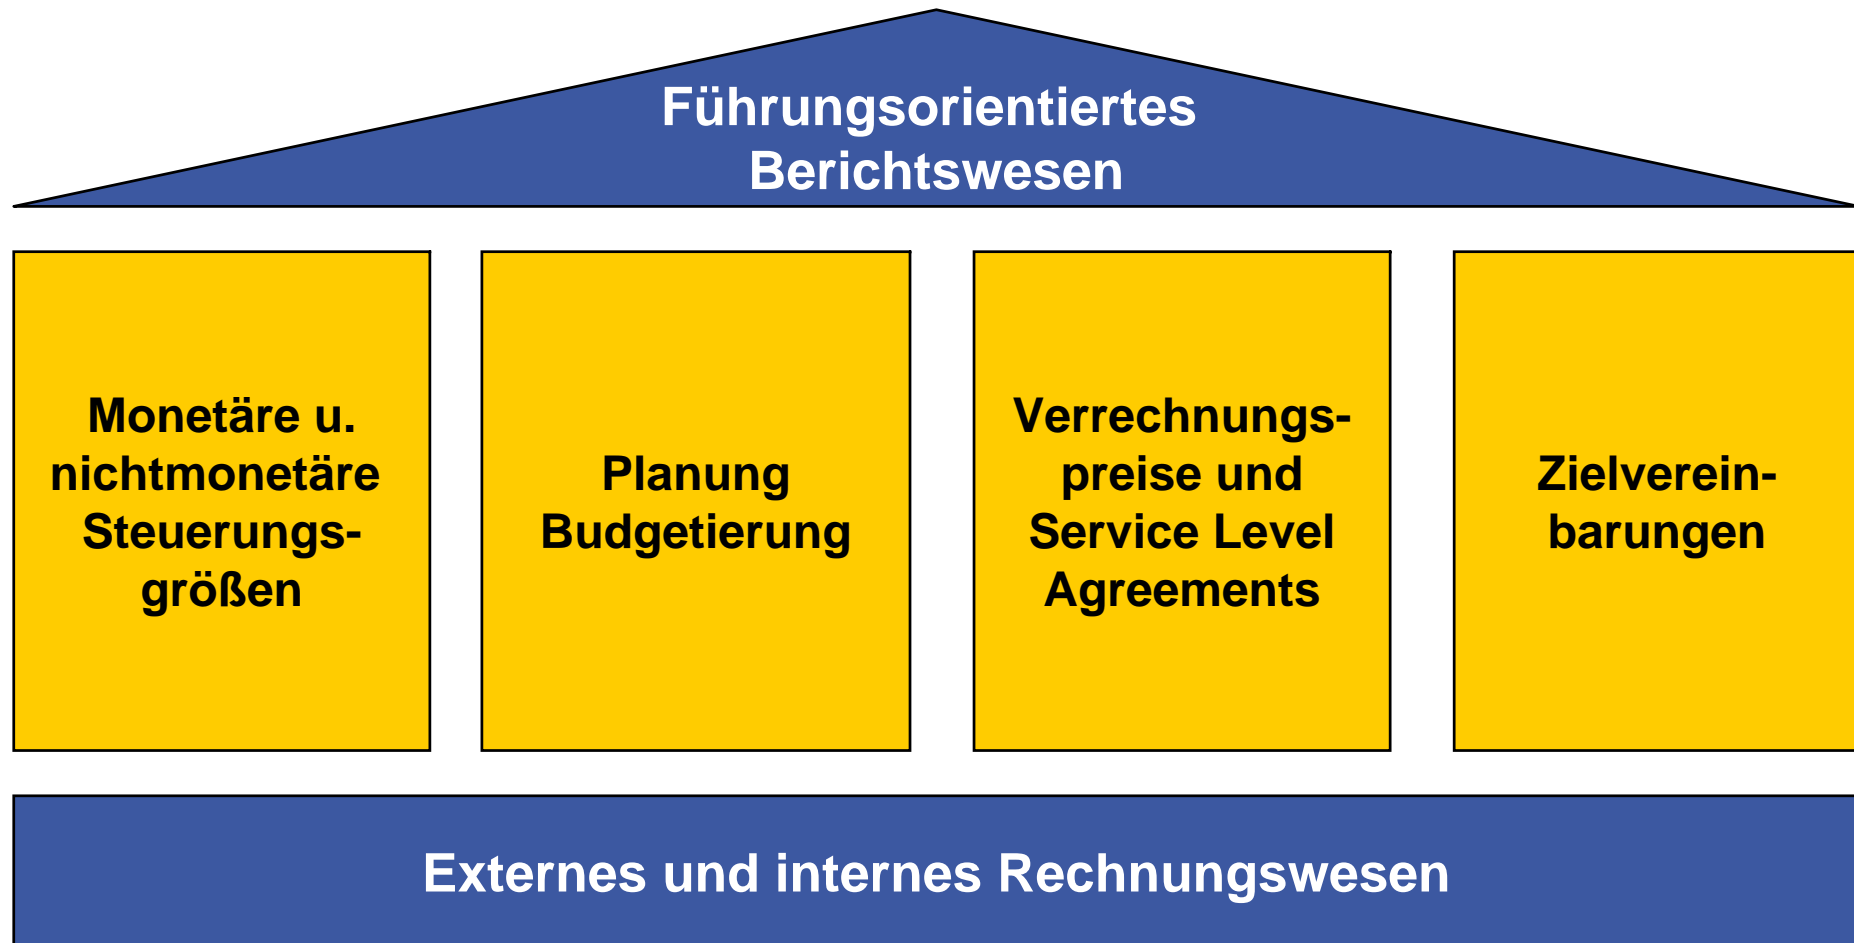 Führungsorientiertes
Berichtswesen
Monetäre u.
nichtmonetäre
Steuerungs-
größen
Planung
Budgetierung
Verrechnungs-
preise und
Service Level
Agreements
Zielverein-
barungen
Externes und internes Rechnungswesen